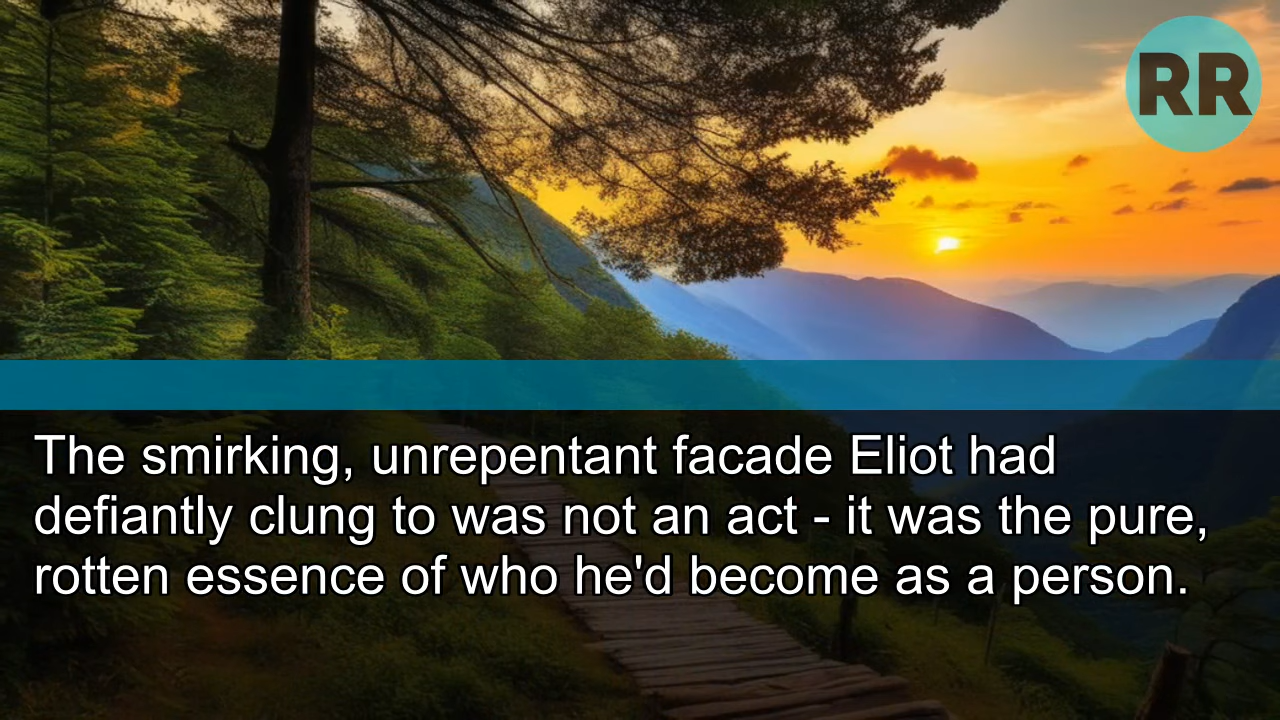 RR
The smirking, unrepentant facade Eliot had
defiantly clung to was not an act - it was the pure,
rotten essence of who he'd become as a person.